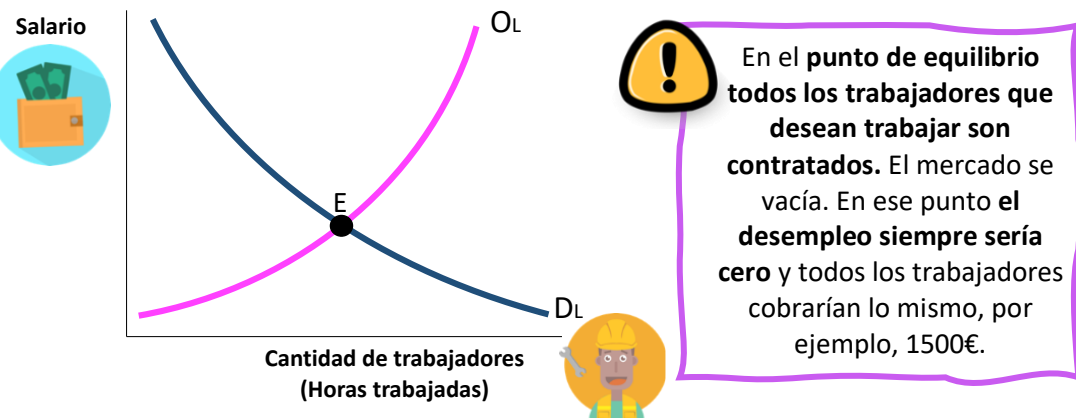 Salario
OL
E
DL
Cantidad de trabajadores
(Horas trabajadas)
En el punto de equilibrio
todos los trabajadores que
desean trabajar son
contratados. El mercado se
vacía. En ese punto el
desempleo siempre sería
cero y todos los trabajadores
cobrarían lo mismo, por
ejemplo, 1500€.